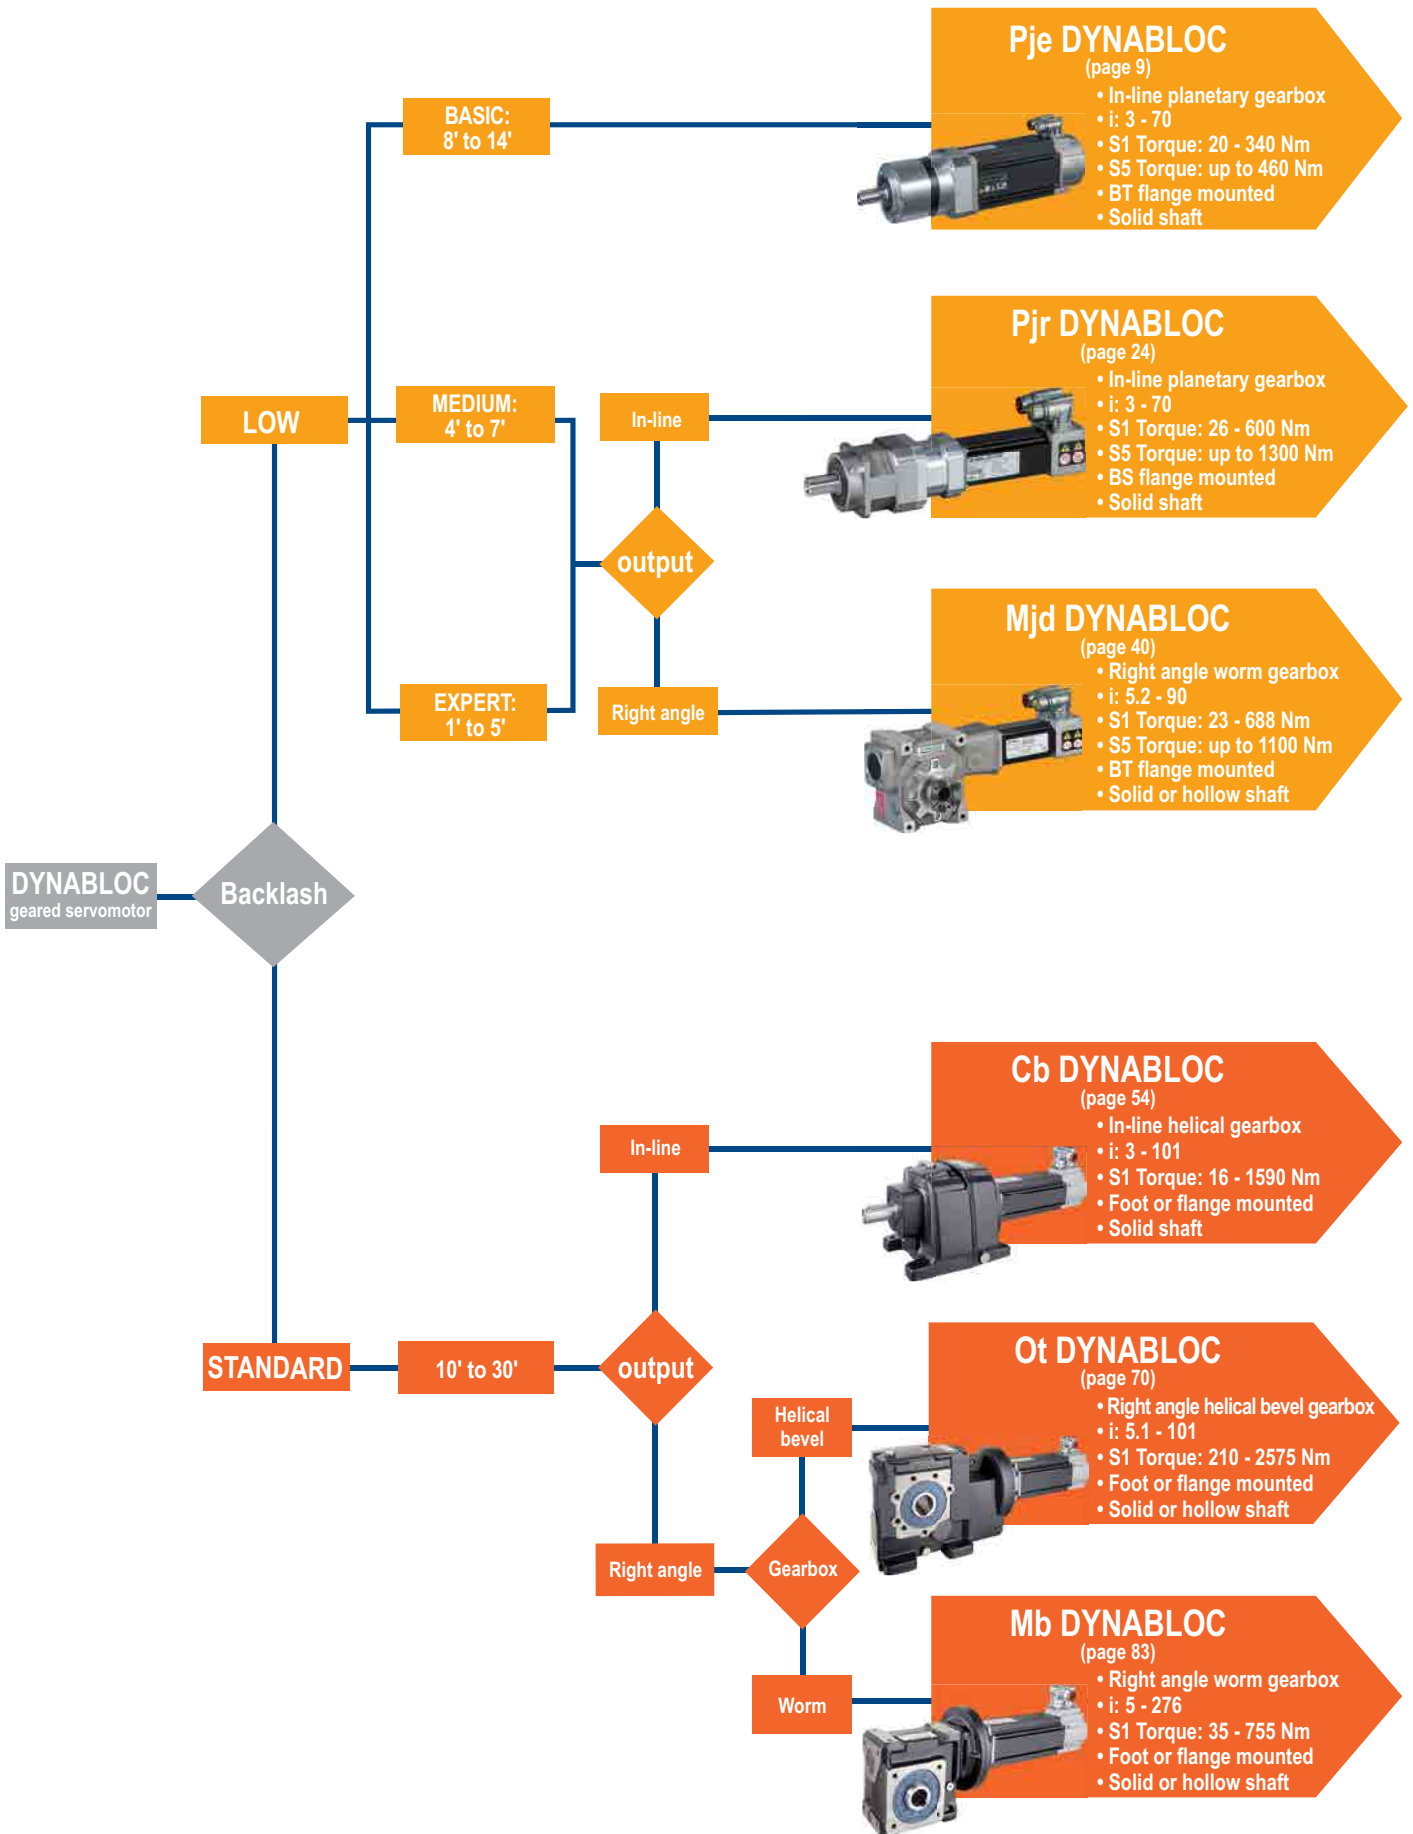 Pje DYNABLOC
(page 9)
• In-line planetary gearbox
• i: 3 - 70
• S1 Torque: 20 - 340 Nm
• S5 Torque: up to 460 Nm
• BT flange mounted
• Solid shaft
BASIC:
8' to 14'
Pjr DYNABLOC
(page 24)
• In-line planetary gearbox
• i: 3 - 70
• S1 Torque: 26 - 600 Nm
• S5 Torque: up to 1300 Nm
• BS flange mounted
• Solid shaft
LOW
MEDIUM:
4' to 7'
In-line
output
Mjd DYNABLOC
(page 40)
• Right angle worm gearbox
• i: 5.2 - 90
• S1 Torque: 23 - 688 Nm
• S5 Torque: up to 1100 Nm
• BT flange mounted
• Solid or hollow shaft
EXPERT:
1' to 5'
Right angle
DYNABLOC
geared servomotor
Backlash
Cb DYNABLOC
(page 54)
• In-line helical gearbox
• i: 3 - 101
• S1 Torque: 16 - 1590 Nm
• Foot or flange mounted
• Solid shaft
In-line
STANDARD
10' to 30'
output
Ot DYNABLOC
(page 70)
• Right angle helical bevel gearbox
• i: 5.1 - 101
• S1 Torque: 210 - 2575 Nm
• Foot or flange mounted
• Solid or hollow shaft
Helical
bevel
Right angle
Gearbox
Mb DYNABLOC
(page 83)
• Right angle worm gearbox
• i: 5 - 276
• S1 Torque: 35 - 755 Nm
• Foot or flange mounted
• Solid or hollow shaft
Worm